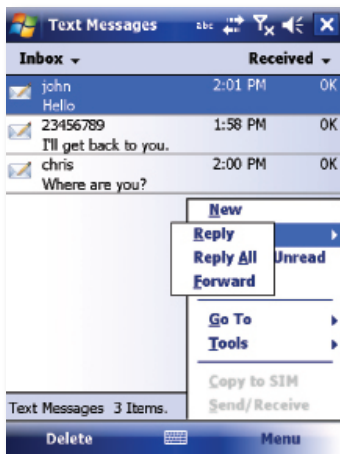 Text Messages abc
Inbox Received
john 2:01 PM OK
Hello
23456789 1:58 PM OK
I'll get back to you.
chris 2:00 PM OK
Where are you?
New
Reply
Reply All Unread
Forward
Go To
Tools
Copy to SIM
Text Messages 3 Items. Send/Receive
Delete Menu